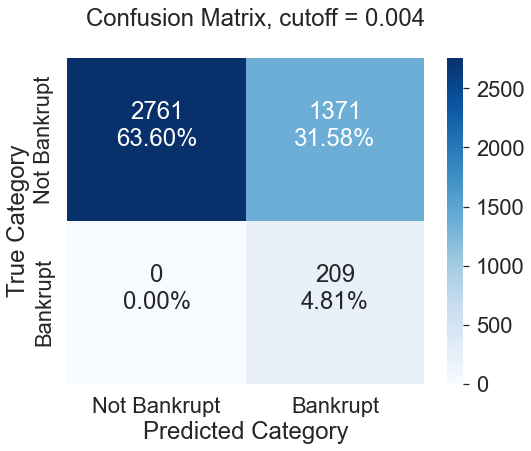 Confusion Matrix, cutoff = 0.004
True Category
Not Bankrupt
2761
63.60%
1371
31.58%
Bankrupt
0
0.00%
209
4.81%
Not Bankrupt
Bankrupt
Predicted Category
2500
2000
1500
1000
500
0